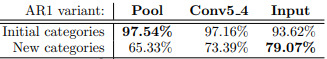 AR1 variant: Pool Conv5_4 Input
Initial categories 97.54% 97.16% 93.62%
New categories 65.33% 73.39% 79.07%